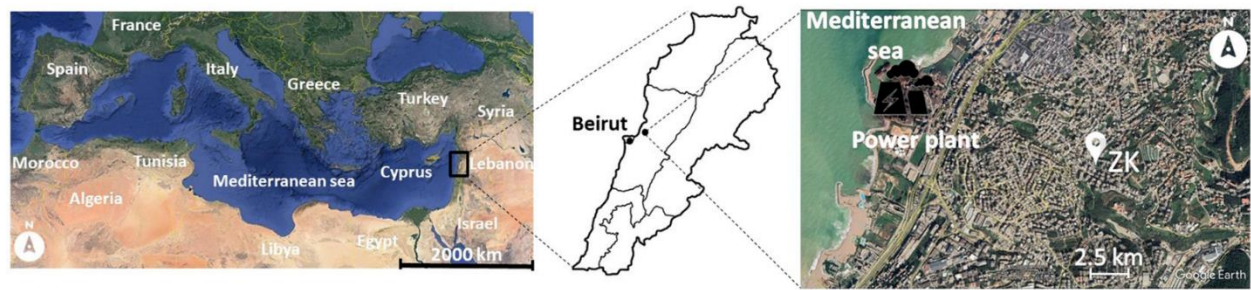 France
Spain
Italy
Greece
Turkey
Syria
Morocco
Tunisia
Cyprus
Lebanon
Mediterranean sea
Algeria
Israel
Libya
Egypt
N
2000 km
Beirut
Mediterranean
sea
N
Power plant
ZK
2.5 km
Google Earth